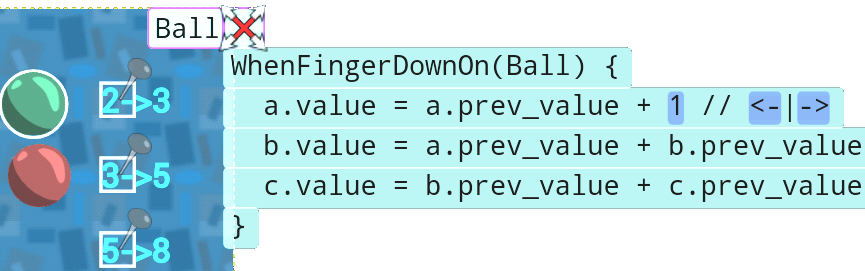 Ball
WhenFingerDownOn(Ball) {
2->3
a.value = a.prev_value + 1 // <-|->
b.value = a.prev_value + b.prev_value
3->5
c.value = b.prev_value + c.prev_value
}
5->8